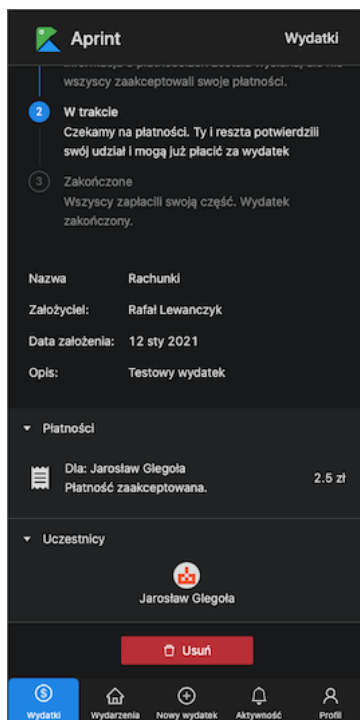 Aprint Wydatki
wszyscy zaakceptowali swoje płatności.
2 W trakcie
Czekamy na płatności. Ty i reszta potwierdzili
swój udział i mogą już płacić za wydatek
3 Zakończone
Wszyscy zapłacili swoją część. Wydatek
zakończony.
Nazwa Rachunki
Założyciel: Rafał Lewanczyk
Data założenia: 12 sty 2021
Opis: Testowy wydatek
Płatności
Dla: Jarosław Glegoła
Płatność zaakceptowana.
2.5 zł
Uczestnicy
Jarosław Glegoła
Usuń
Wydatki Wydarzenia Nowy wydatek Aktywność Profil